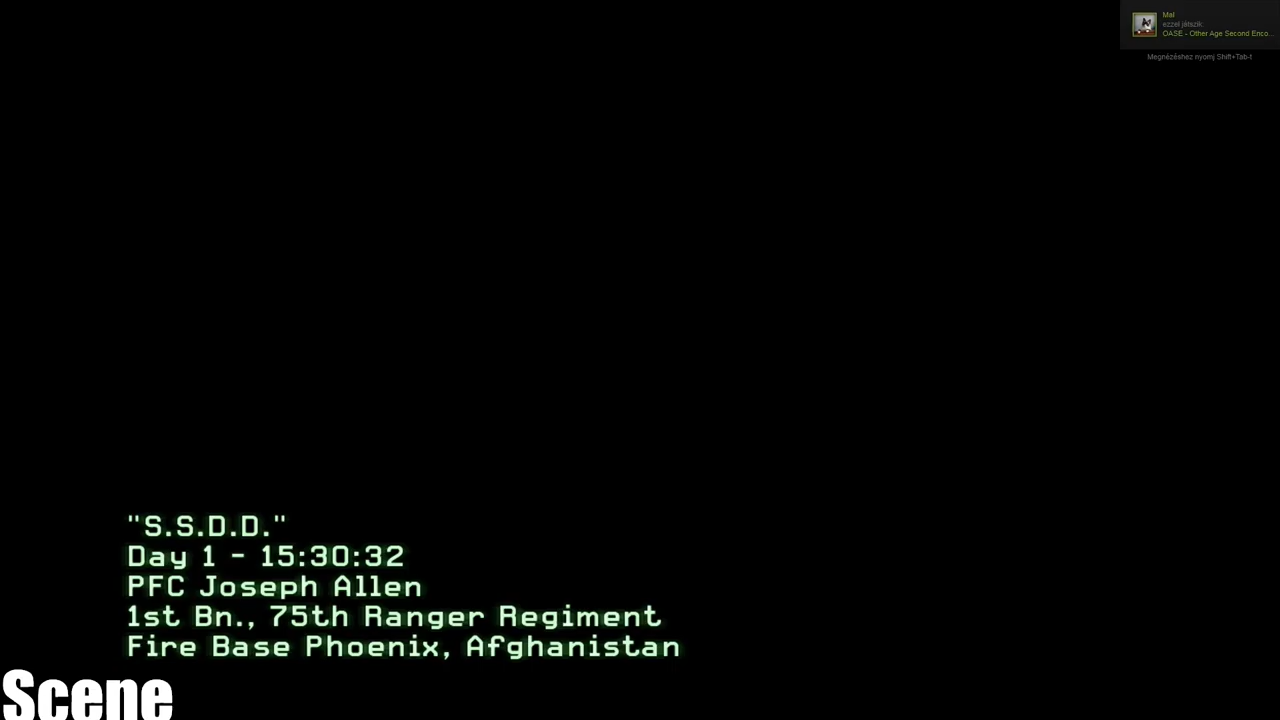 Mal
ezzel játszik:
OASE - Other Age Second Enco...
Megnézéshez nyomj Shift+Tab-t
"S.S.D.D."
Day 1 - 15:30:32
PFC Joseph Allen
1st Bn., 75th Ranger Regiment
Fire Base Phoenix, Afghanistan
Scene